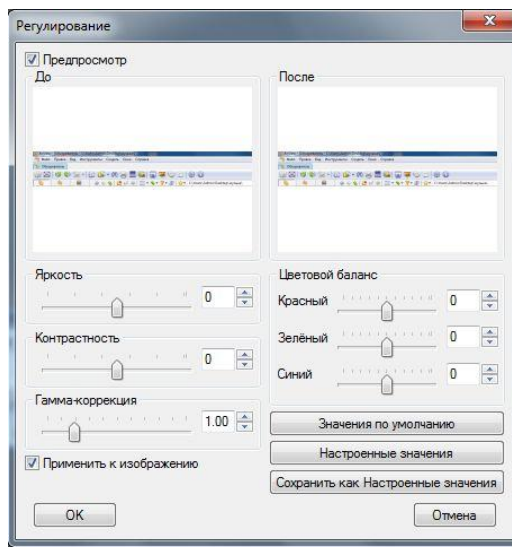 Регулирование
Предпросмотр
До
После
Яркость
0
Контрастность
0
Гамма-коррекция
1.00
Применить к изображению
Цветовой баланс
Красный
0
Зелёный
0
Синий
0
Значения по умолчанию
Настроенные значения
Сохранить как Настроенные значения
OK
Отмена